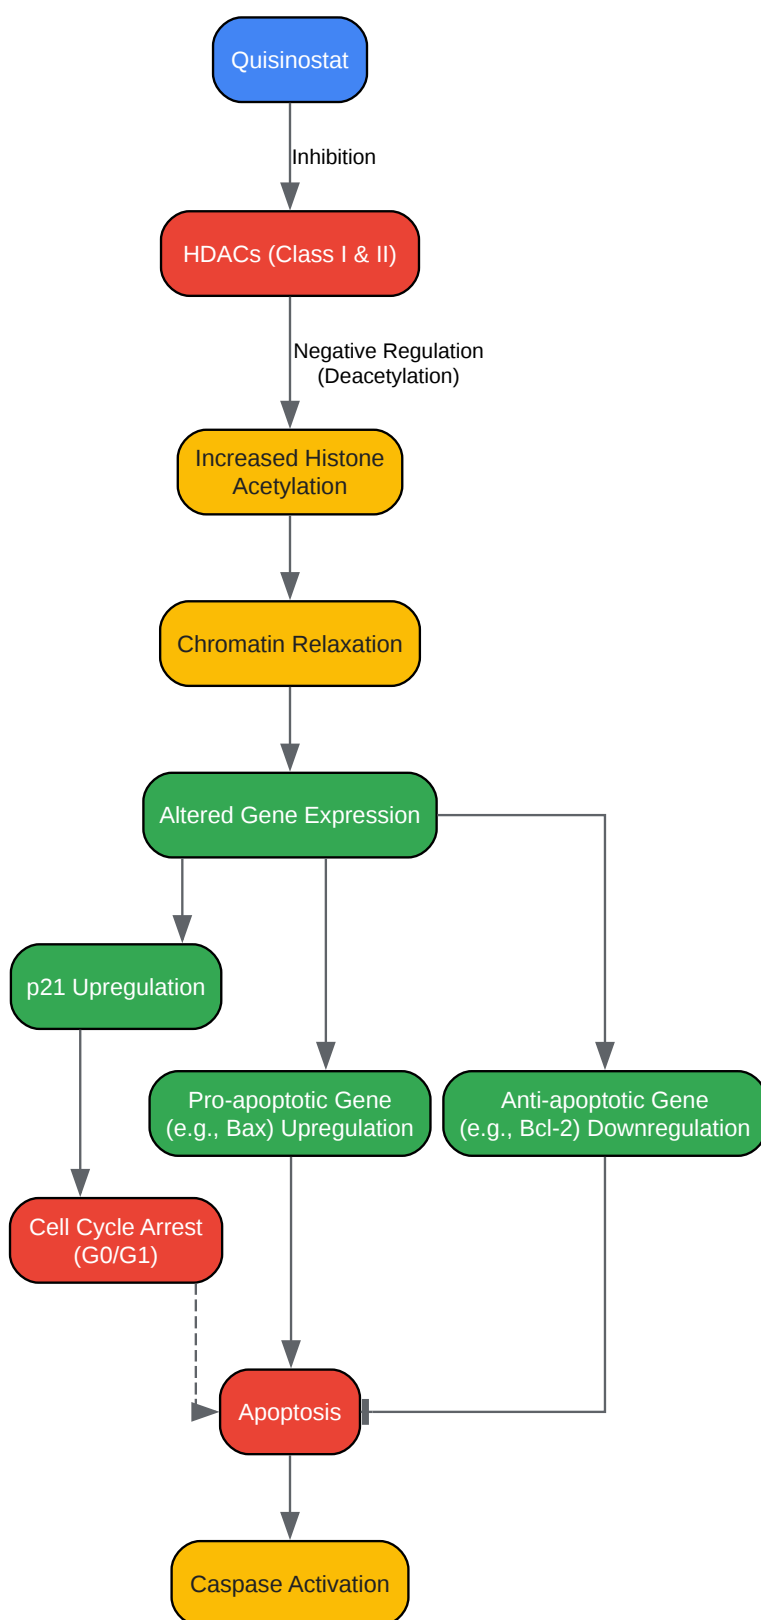 Quisinostat
Inhibition
HDACs (Class I & II)
Negative Regulation
(Deacetylation)
Increased Histone
Acetylation
Chromatin Relaxation
Altered Gene Expression
p21 Upregulation
Pro-apoptotic Gene
(e.g., Bax) Upregulation
Anti-apoptotic Gene
(e.g., Bcl-2) Downregulation
Cell Cycle Arrest
(G0/G1)
Apoptosis
Caspase Activation